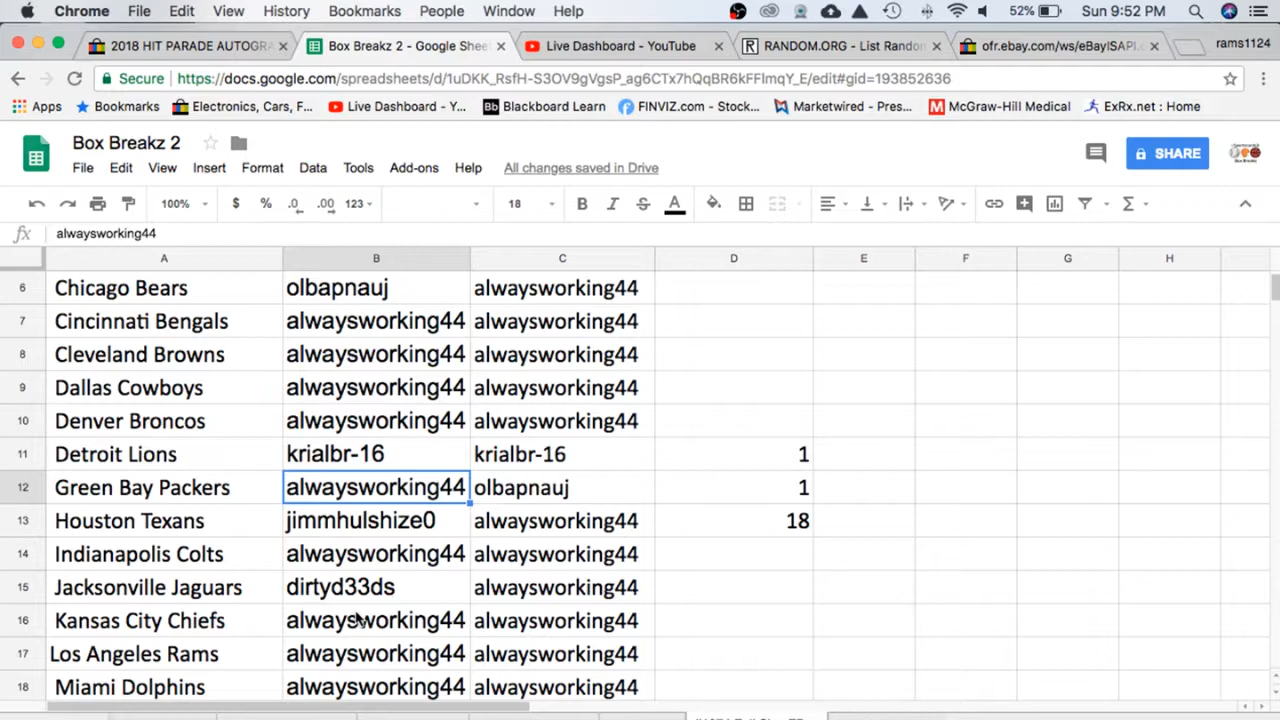 Chrome File Edit View History Bookmarks People Window Help 52% Sun 9:52 PM
2018 HIT PARADE AUTOGRA × Box Breakz 2 - Google Sheet × Live Dashboard - YouTube × RANDOM.ORG - List Randon × ofr.ebay.com/ws/eBayISAPI.c × rams1124
Secure https://docs.google.com/spreadsheets/d/1uDKK_RsfH-S3OV9gVgsP_ag6CTx7hQqBR6kFFlmqY_E/edit#gid=193852636
Apps Bookmarks Electronics, Cars, F... Live Dashboard - Y... Bb Blackboard Learn FINVIZ.com - Stock... Marketwired - Pres... M McGraw-Hill Medical ExRx.net : Home
Box Breakz 2
File Edit View Insert Format Data Tools Add-ons Help All changes saved in Drive SHARE
100% $ % .0 .00 123 18 B I S A Σ
fx alwaysworking44
A B C D E F G H
6 Chicago Bears olbapnauj alwaysworking44
7 Cincinnati Bengals alwaysworking44 alwaysworking44
8 Cleveland Browns alwaysworking44 alwaysworking44
9 Dallas Cowboys alwaysworking44 alwaysworking44
10 Denver Broncos alwaysworking44 alwaysworking44
11 Detroit Lions krialbr-16 krialbr-16 1
12 Green Bay Packers alwaysworking44 olbapnauj 1
13 Houston Texans jimmhulshize0 alwaysworking44 18
14 Indianapolis Colts alwaysworking44 alwaysworking44
15 Jacksonville Jaguars dirtyd33ds alwaysworking44
16 Kansas City Chiefs alwaysworking44 alwaysworking44
17 Los Angeles Rams alwaysworking44 alwaysworking44
18 Miami Dolphins alwaysworking44 alwaysworking44